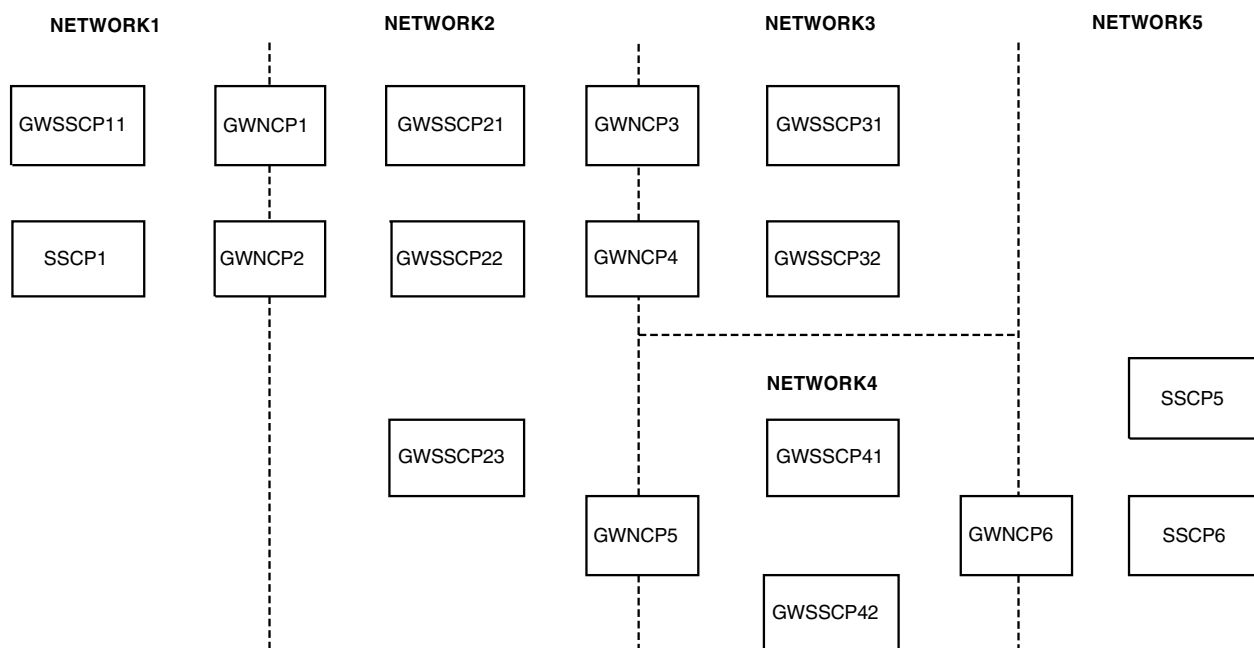 NETWORK1
NETWORK2
NETWORK3
NETWORK5
GWSSCP11
GWNCP1
GWSSCP21
GWNCP3
GWSSCP31
SSCP1
GWNCP2
GWSSCP22
GWNCP4
GWSSCP32
NETWORK4
SSCP5
GWSSCP23
GWSSCP41
GWNCP5
GWNCP6
SSCP6
GWSSCP42